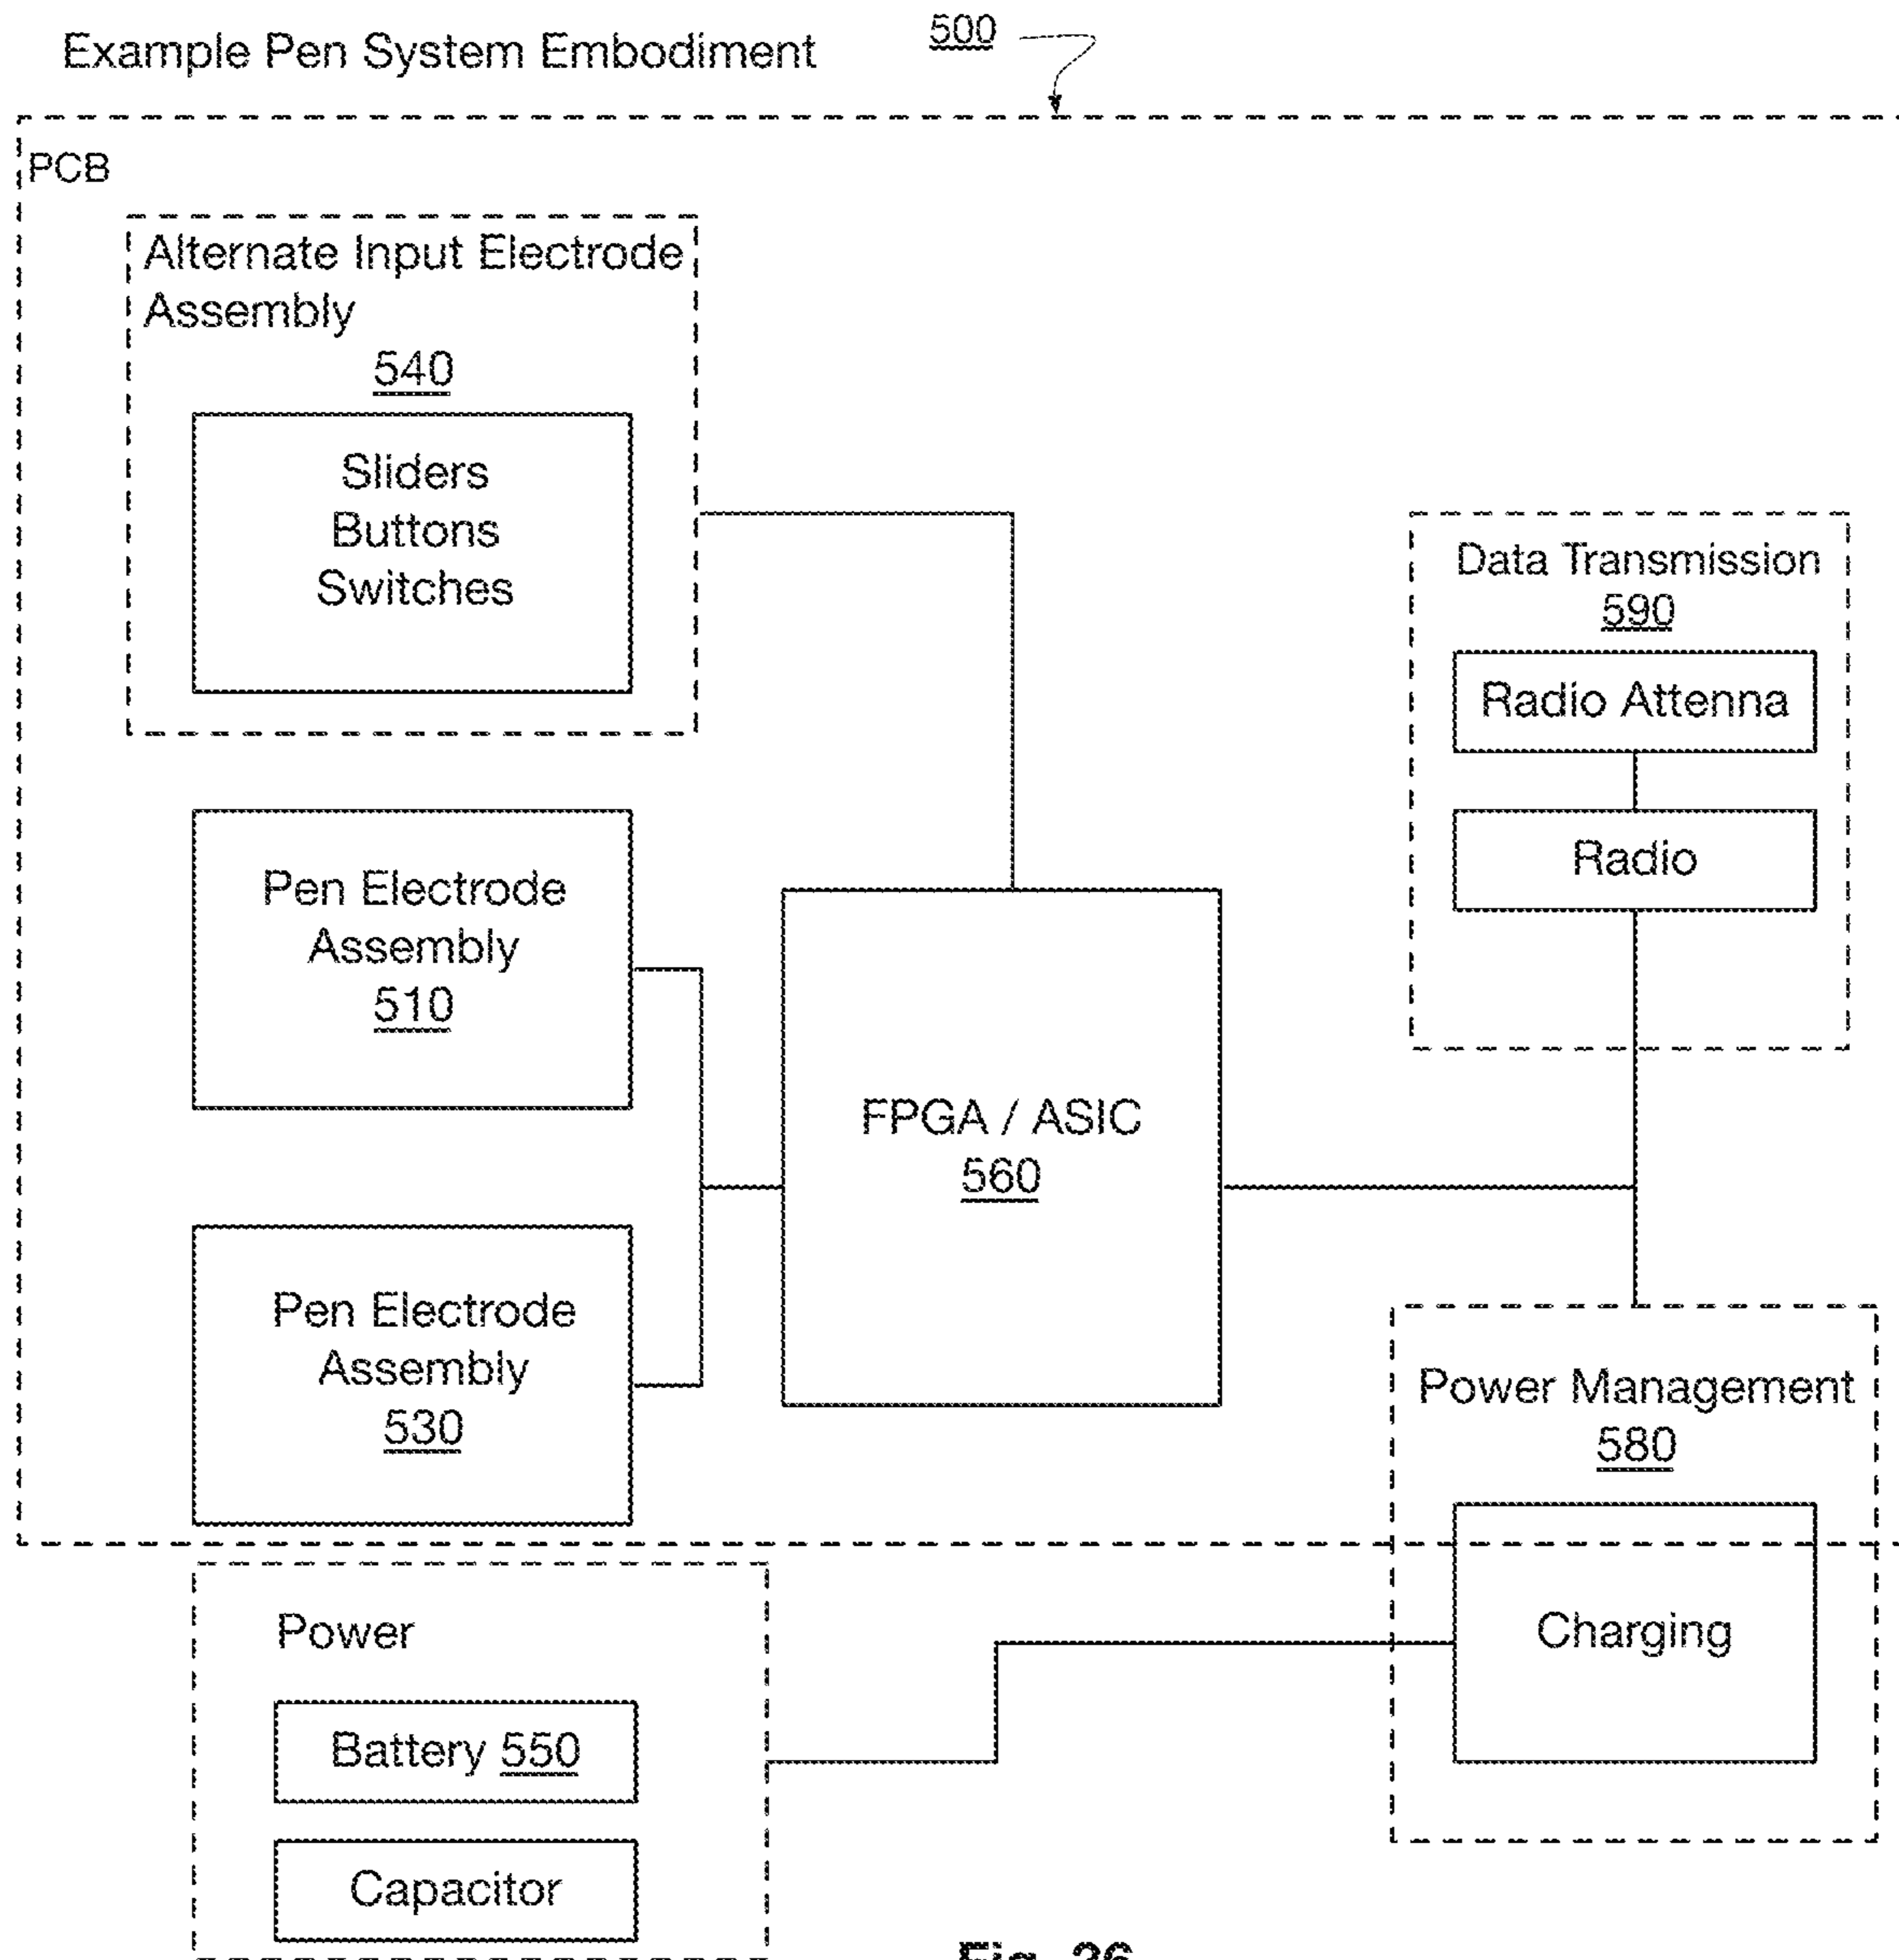 Example Pen System Embodiment
500
PCB
Alternate Input Electrode
Assembly
540
Sliders
Buttons
Switches
Data Transmission
590
Radio Attenna
Radio
Pen Electrode
Assembly
510
FPGA / ASIC
560
Pen Electrode
Assembly
530
Power Management
580
Charging
Power
Battery 550
Capacitor
Fig. 26